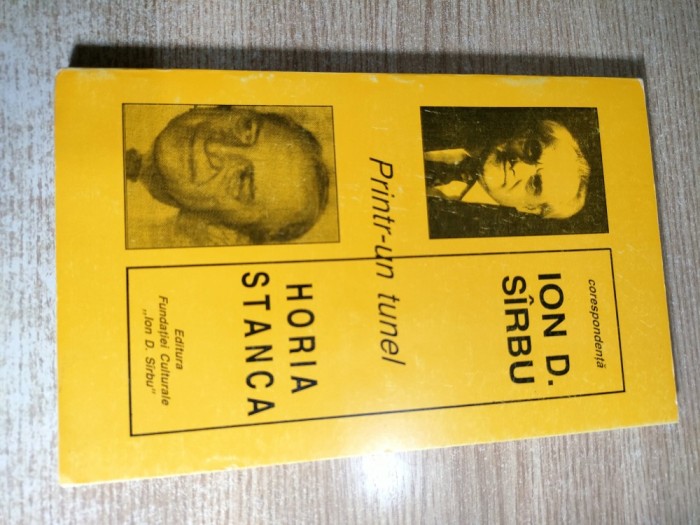 corespondență
ION D.
SÎRBU
Printr-un tunel
HORIA
STANCA
Editura
Fundației Culturale
„Ion D. Sîrbu”